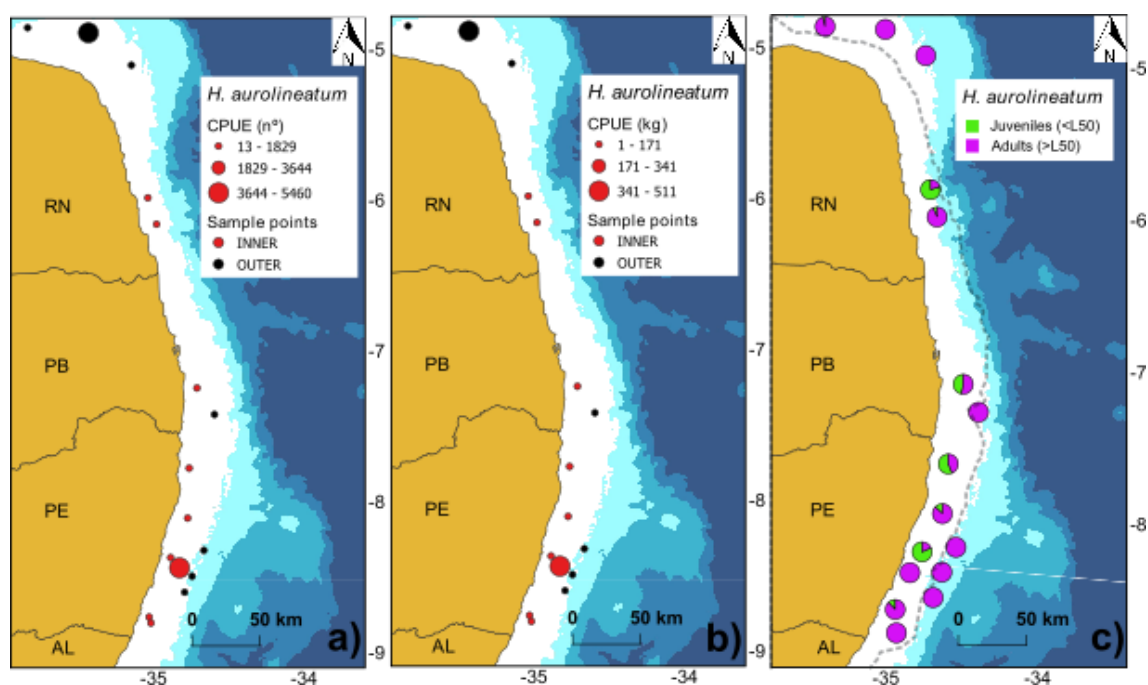 N
H. aurolineatum
CPUE (nº)
13 - 1829
1829 - 3644
3644 - 5460
Sample points
INNER
OUTER
RN
PB
PE
AL
0 50 km
a)
-5
-6
-7
-8
-9
-35
-34
N
H. aurolineatum
CPUE (kg)
1 - 171
171 - 341
341 - 511
Sample points
INNER
OUTER
RN
PB
PE
AL
0 50 km
b)
-5
-6
-7
-8
-9
-35
-34
N
H. aurolineatum
Juveniles (<L50)
Adults (>L50)
RN
PB
PE
AL
0 50 km
c)
-5
-6
-7
-8
-35
-34